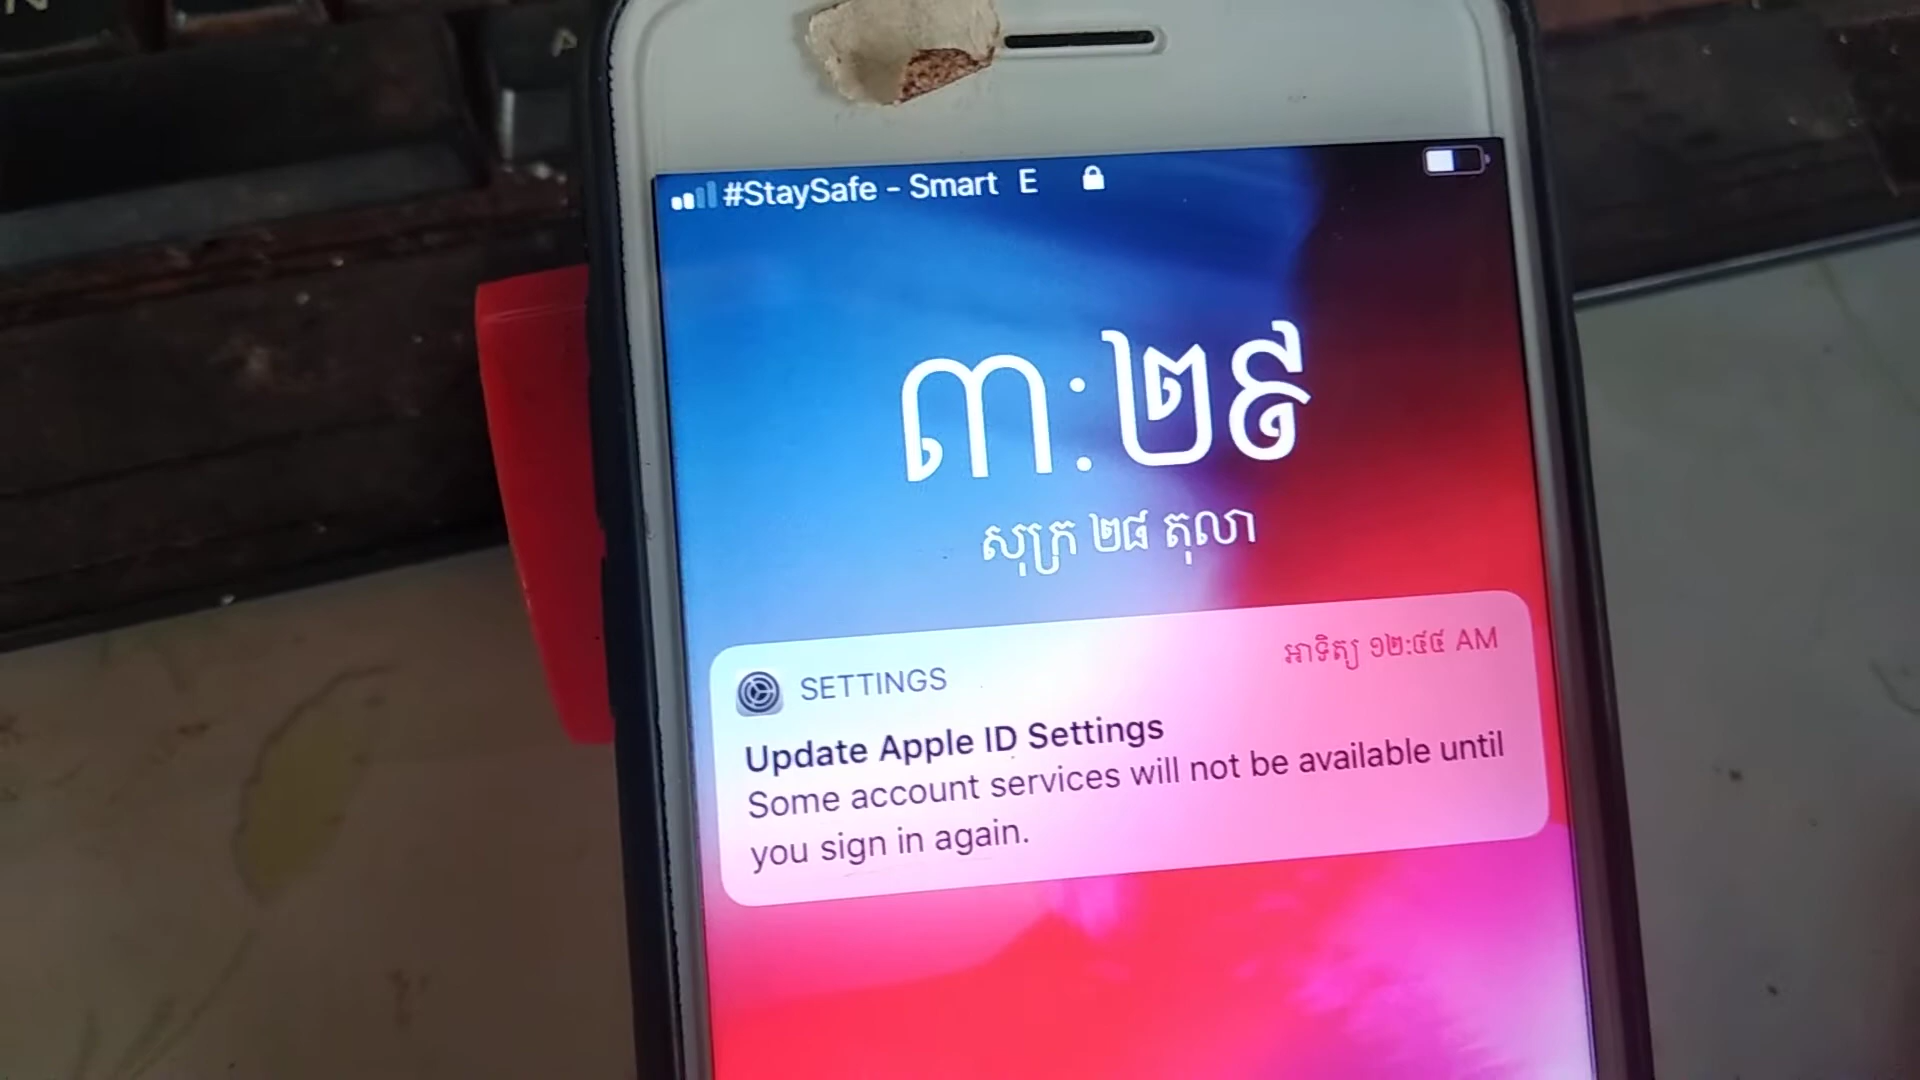 #StaySafe - Smart E
៣:២៩
សុក្រ ២៨ តុលា
SETTINGS
អាទិត្យ ១២:៤៤ AM
Update Apple ID Settings
Some account services will not be available until
you sign in again.